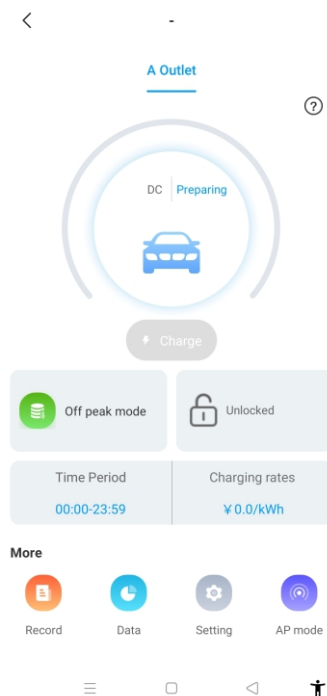 -
A Outlet
?
DC Preparing
Charge
Off peak mode
Unlocked
Time Period
Charging rates
00:00-23:59
¥0.0/kWh
More
Record
Data
Setting
AP mode